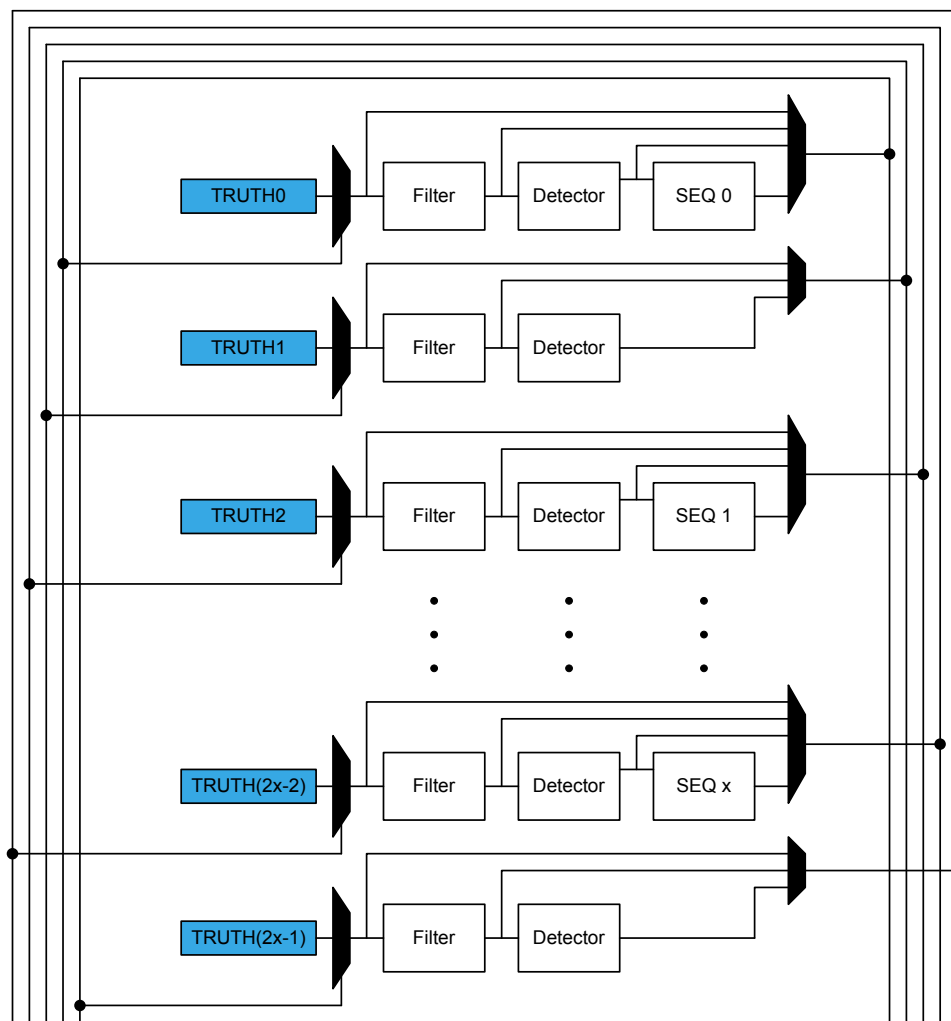 TRUTH0
Filter
Detector
SEQ 0
TRUTH1
Filter
Detector
TRUTH2
Filter
Detector
SEQ 1
TRUTH(2x-2)
Filter
Detector
SEQ x
TRUTH(2x-1)
Filter
Detector